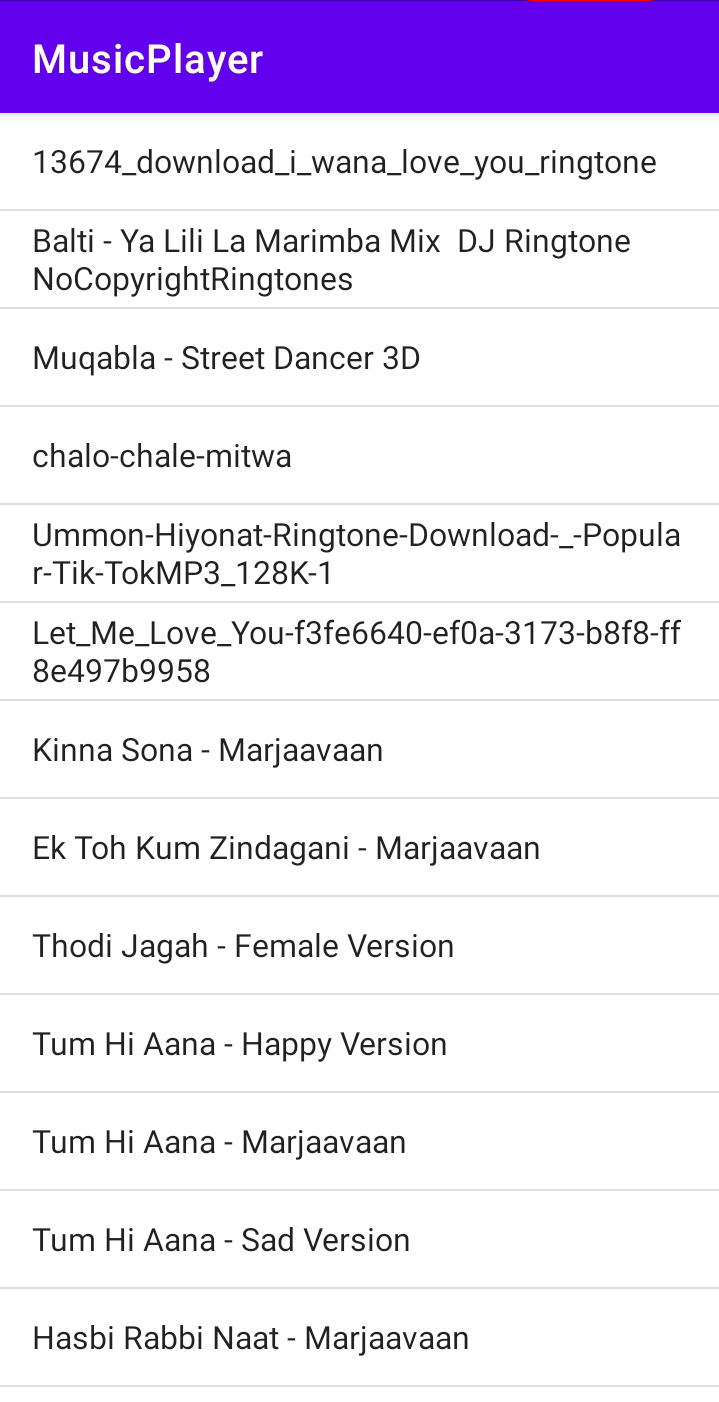 MusicPlayer
13674_download_i_wana_love_you_ringtone
Balti - Ya Lili La Marimba Mix  DJ Ringtone
NoCopyrightRingtones
Muqabla - Street Dancer 3D
chalo-chale-mitwa
Ummon-Hiyonat-Ringtone-Download-_-Popula
r-Tik-TokMP3_128K-1
Let_Me_Love_You-f3fe6640-ef0a-3173-b8f8-ff
8e497b9958
Kinna Sona - Marjaavaan
Ek Toh Kum Zindagani - Marjaavaan
Thodi Jagah - Female Version
Tum Hi Aana - Happy Version
Tum Hi Aana - Marjaavaan
Tum Hi Aana - Sad Version
Hasbi Rabbi Naat - Marjaavaan